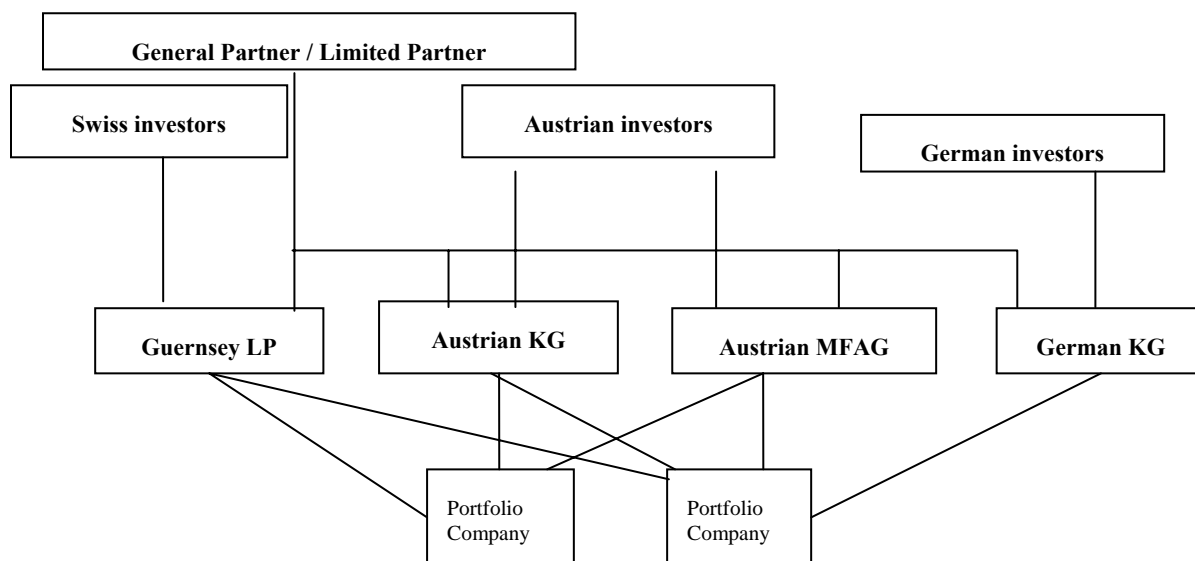 General Partner / Limited Partner
Swiss investors
Austrian investors
German investors
Guernsey LP
Austrian KG
Austrian MFAG
German KG
Portfolio
Company
Portfolio
Company